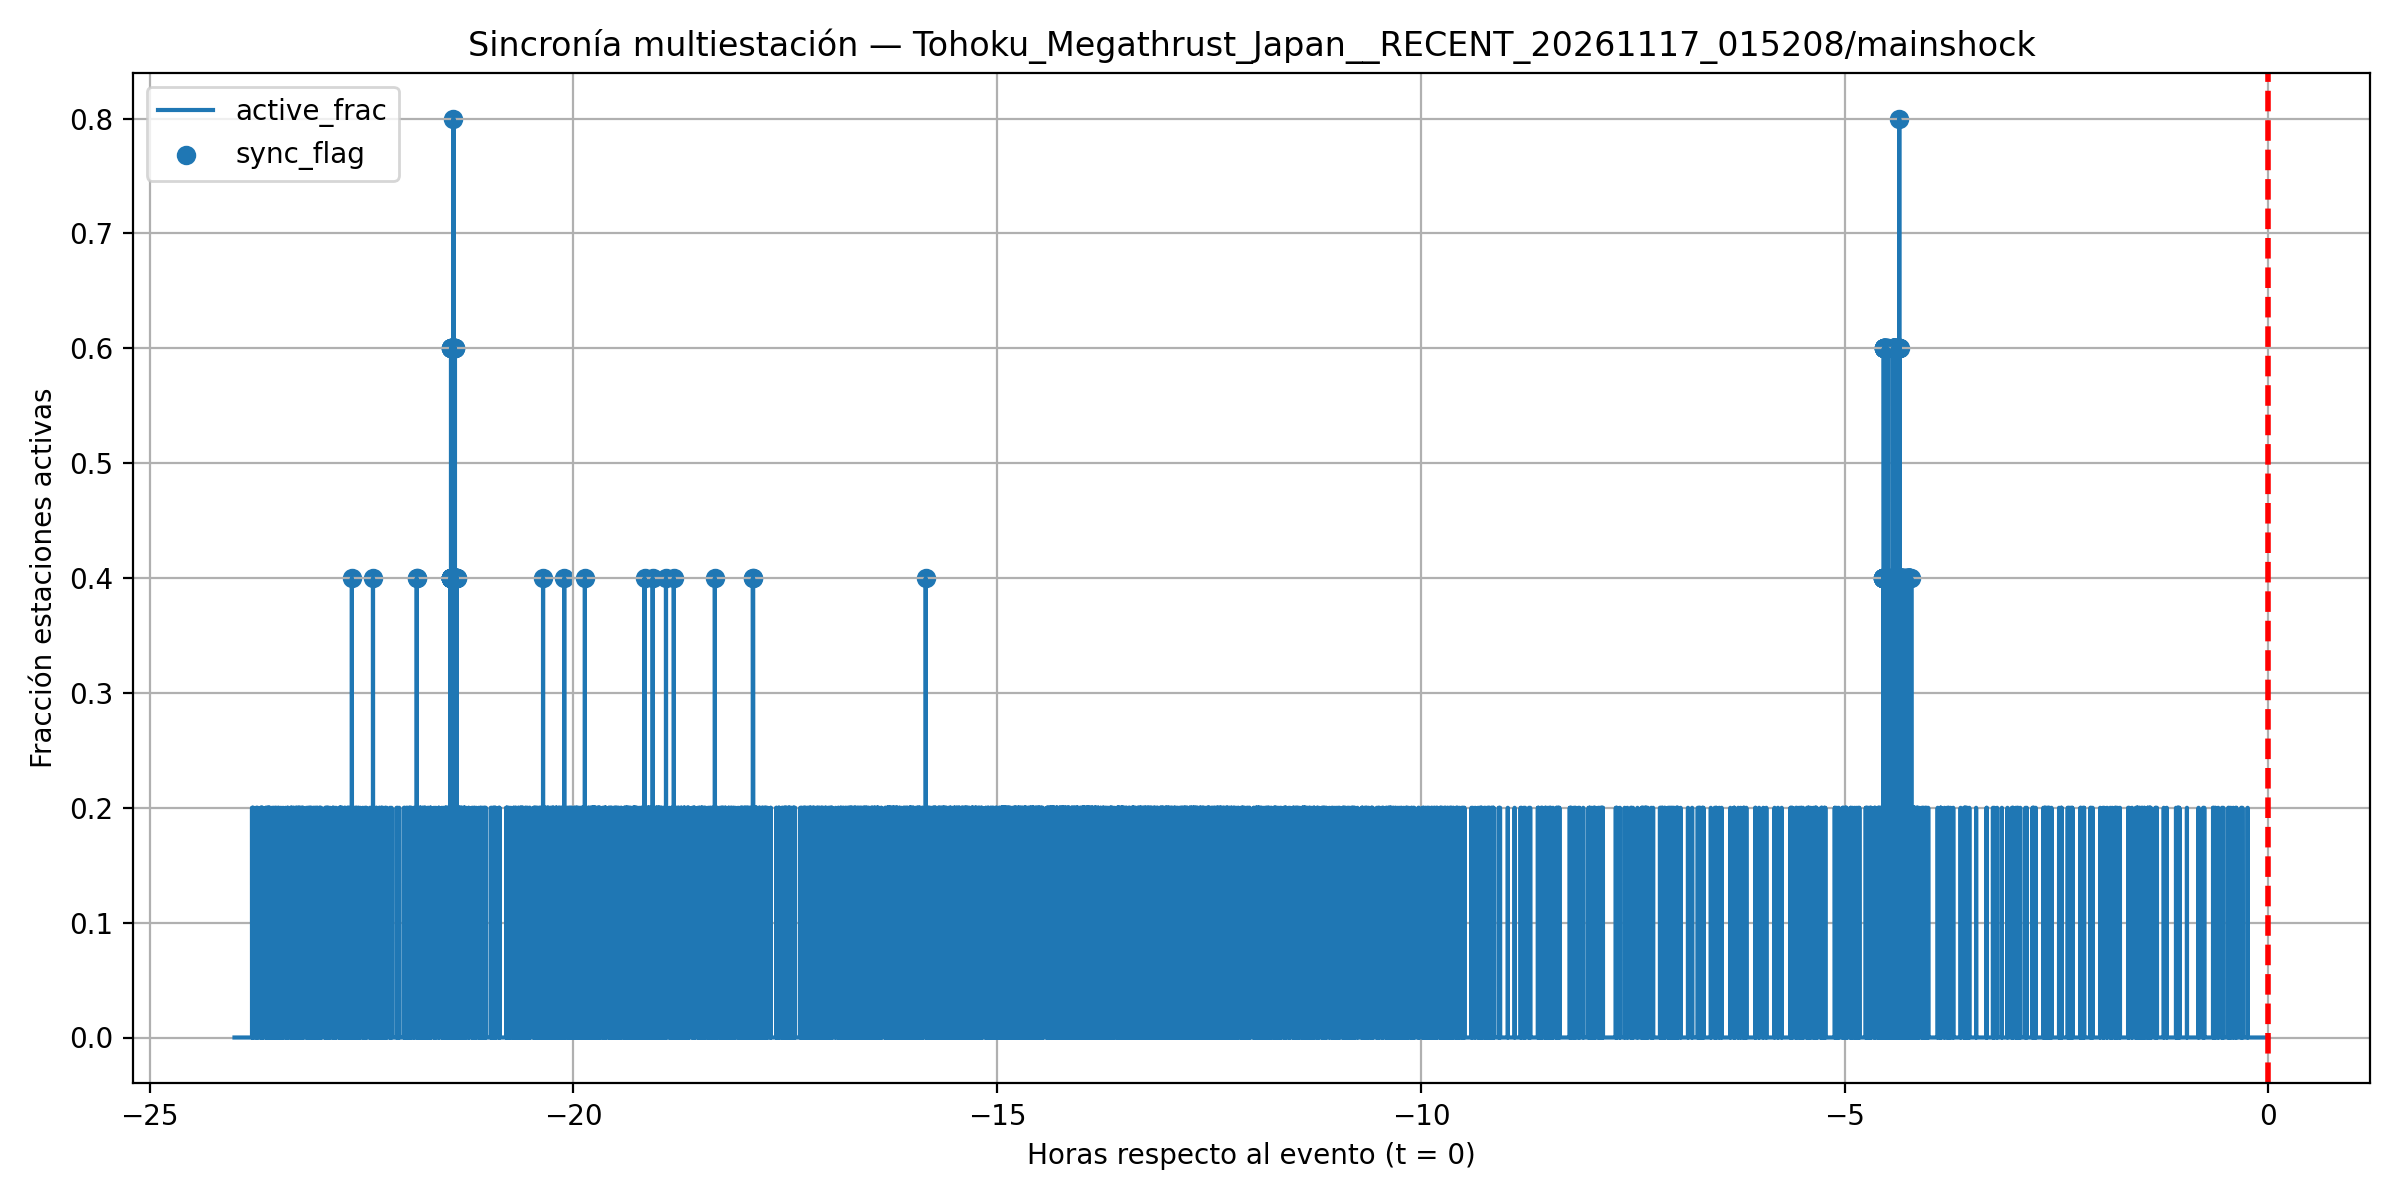 Sincronía multiestación — Tohoku_Megathrust_Japan__RECENT_20261117_015208/mainshock
active_frac
sync_flag
Fracción estaciones activas
0.8
0.7
0.6
0.5
0.4
0.3
0.2
0.1
0.0
−25 −20 −15 −10 −5 0
Horas respecto al evento (t = 0)